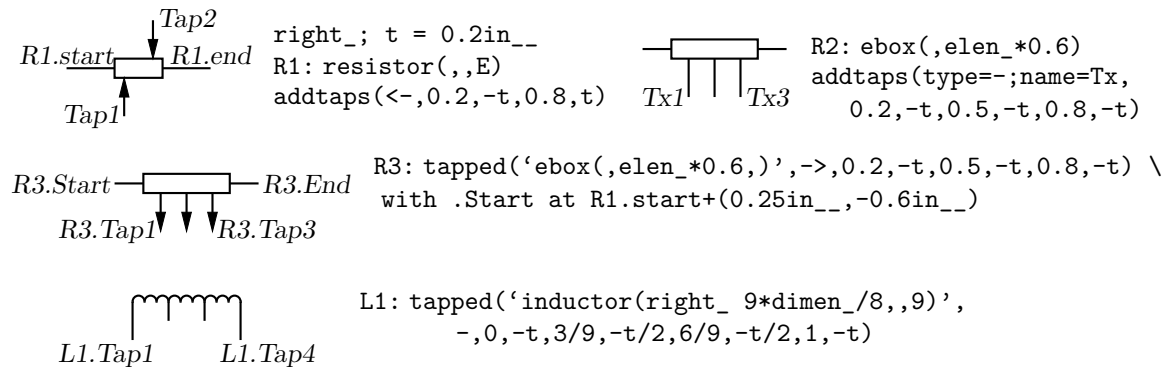 Tap2
R1.start R1.end
Tap1
right_; t = 0.2in__
R1: resistor(,,E)
addtaps(<-,0.2,-t,0.8,t)
Tx1 Tx3
R2: ebox(,elen_*0.6)
addtaps(type=-;name=Tx,
0.2,-t,0.5,-t,0.8,-t)
R3.Start R3.End
R3.Tap1 R3.Tap3
R3: tapped(‘ebox(,elen_*0.6,)’,->,0.2,-t,0.5,-t,0.8,-t) \
with .Start at R1.start+(0.25in__,-0.6in__)
L1.Tap1 L1.Tap4
L1: tapped(‘inductor(right_ 9*dimen_/8,,9)’,
-,0,-t,3/9,-t/2,6/9,-t/2,1,-t)